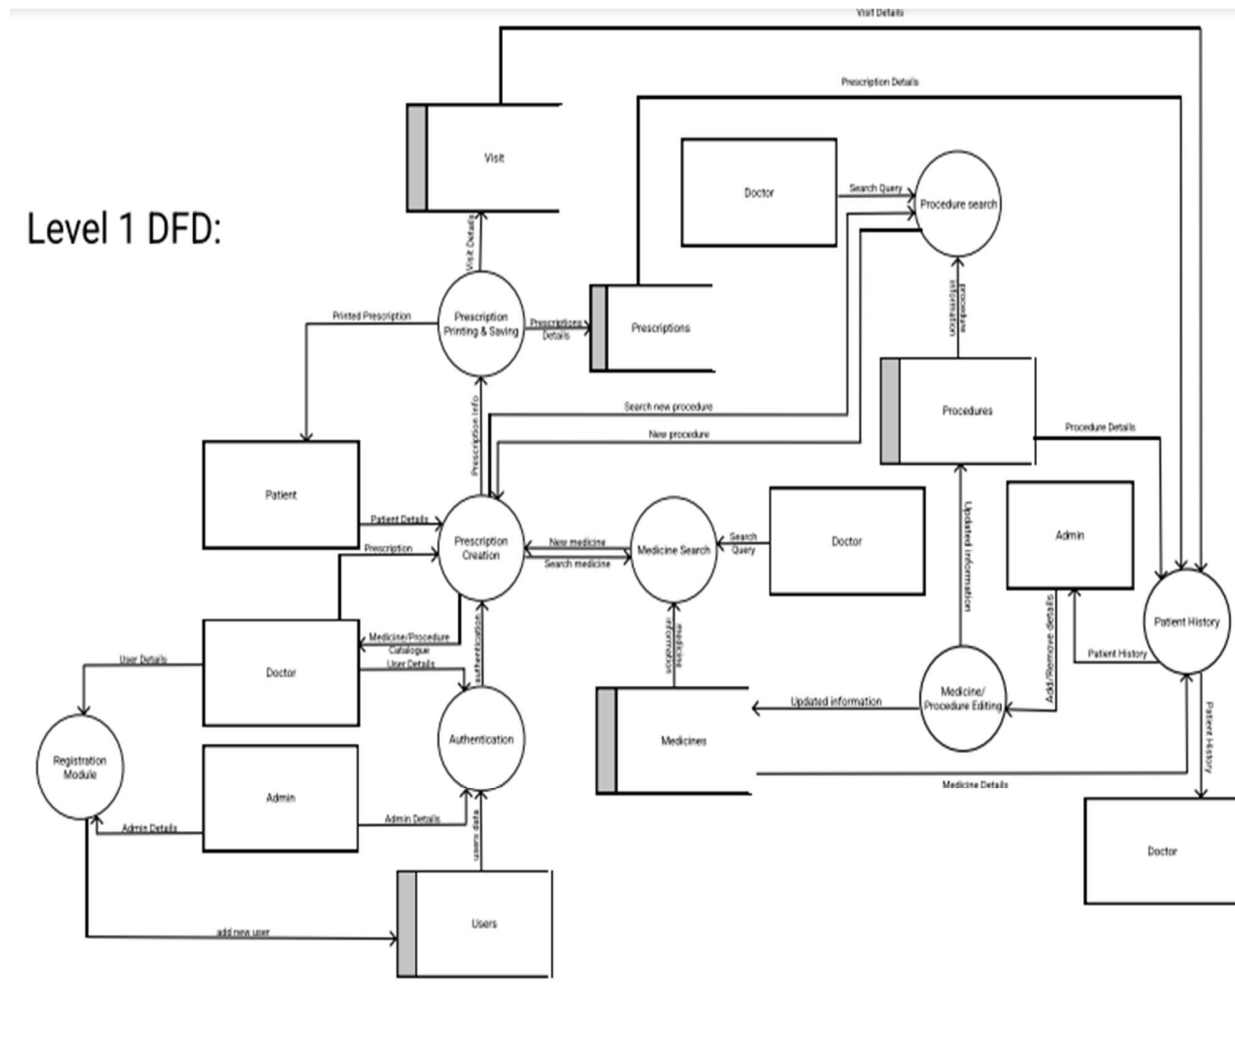 Visit Details
Prescription Details
Visit
Doctor
Search Query
Procedure search
Level 1 DFD:
Visit Details
procedure
information
Printed Prescription
Prescription
Printing & Saving
Prescriptions
Details
Prescriptions
Search new procedure
New procedure
Prescription Info
Procedures
Procedure Details
Patient
Patient Details
Prescription
Prescription
Creation
New medicine
Search medicine
Medicine Search
Search
Query
Doctor
Updated information
Admin
Patient History
Add/Remove details
Patient History
Medicine/Procedure
Catalogue
User Details
User Details
Doctor
authentication
medicine
information
Updated information
Medicine/
Procedure Editing
Patient History
Registration
Module
Authentication
Medicines
Medicine Details
Admin
Admin Details
Admin Details
users data
Doctor
add new user
Users